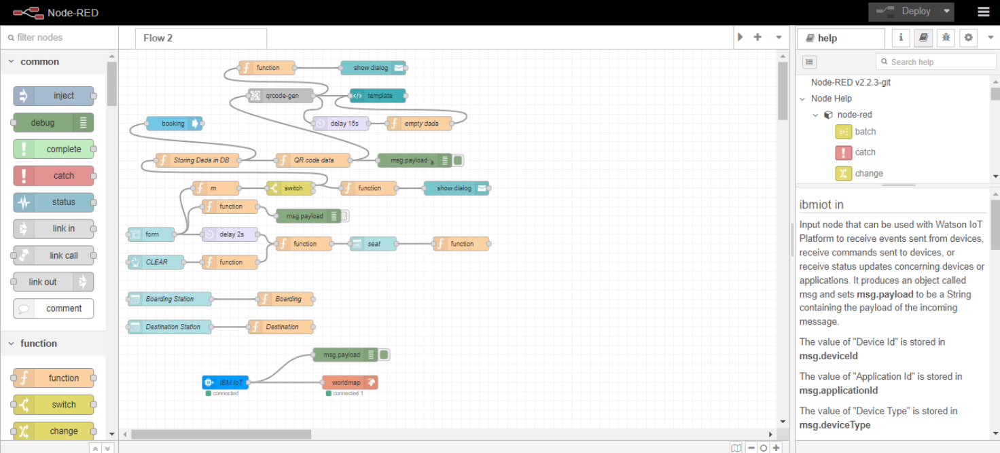 Node-RED
Deploy
filter nodes
common
inject
debug
complete
catch
status
link in
link call
link out
comment
function
function
switch
change
Flow 2
function
show dialog
qrcode-gen
template
booking
delay 15s
empty dada
Storing Dada in DB
QR code data
msg.payload
m
switch
function
show dialog
function
msg.payload
form
delay 2s
function
seat
function
CLEAR
function
Boarding Station
Boarding
Destination Station
Destination
msg.payload
IBM IoT
worldmap
connected
connected 1
help
i
Search help
Node-RED v2.2.3-git
Node Help
node-red
batch
catch
change
ibmiot in
Input node that can be used with Watson IoT
Platform to receive events sent from devices,
receive commands sent to devices, or
receive status updates concerning devices or
applications. It produces an object called
msg and sets msg.payload to be a String
containing the payload of the incoming
message.
The value of "Device Id" is stored in
msg.deviceId
The value of "Application Id" is stored in
msg.applicationId
The value of "Device Type" is stored in
msg.deviceType